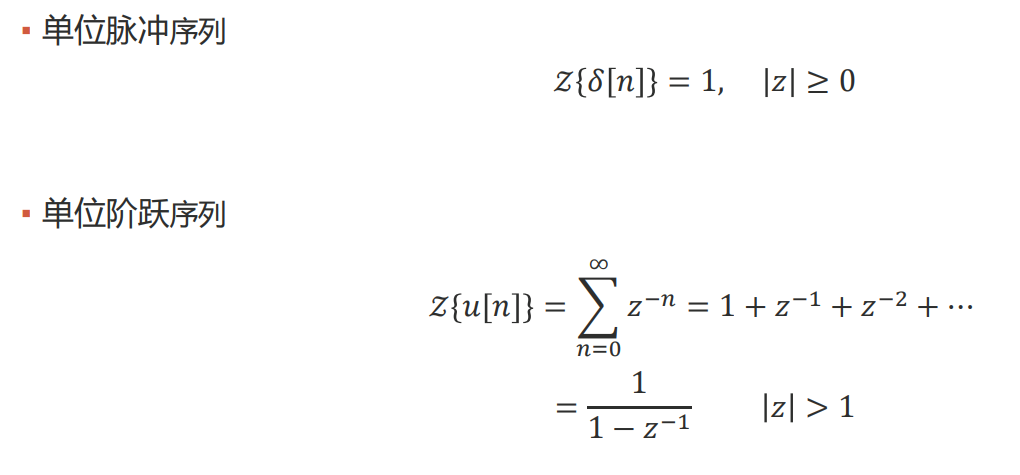 ▪ 单位脉冲序列
𝒵{δ[n]} = 1, |z| ≥ 0
▪ 单位阶跃序列
𝒵{u[n]} = ∑_{n=0}^{∞} z^{−n} = 1 + z^{−1} + z^{−2} + ⋯
= \frac{1}{1 − z^{−1}} |z| > 1